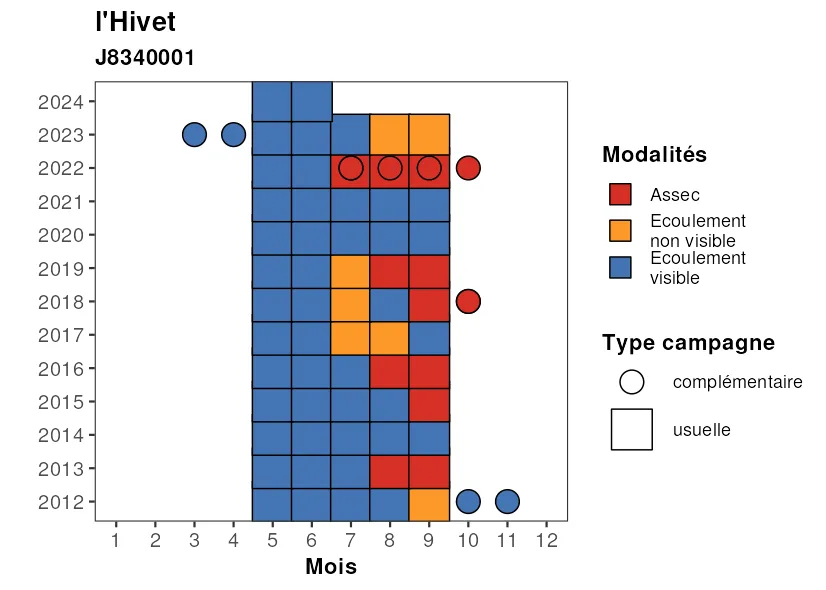 l'Hivet
J8340001
2024
2023
2022
2021
2020
2019
2018
2017
2016
2015
2014
2013
2012
1 2 3 4 5 6 7 8 9 10 11 12
Mois
Modalités
Assec
Ecoulement
non visible
Ecoulement
visible
Type campagne
complémentaire
usuelle